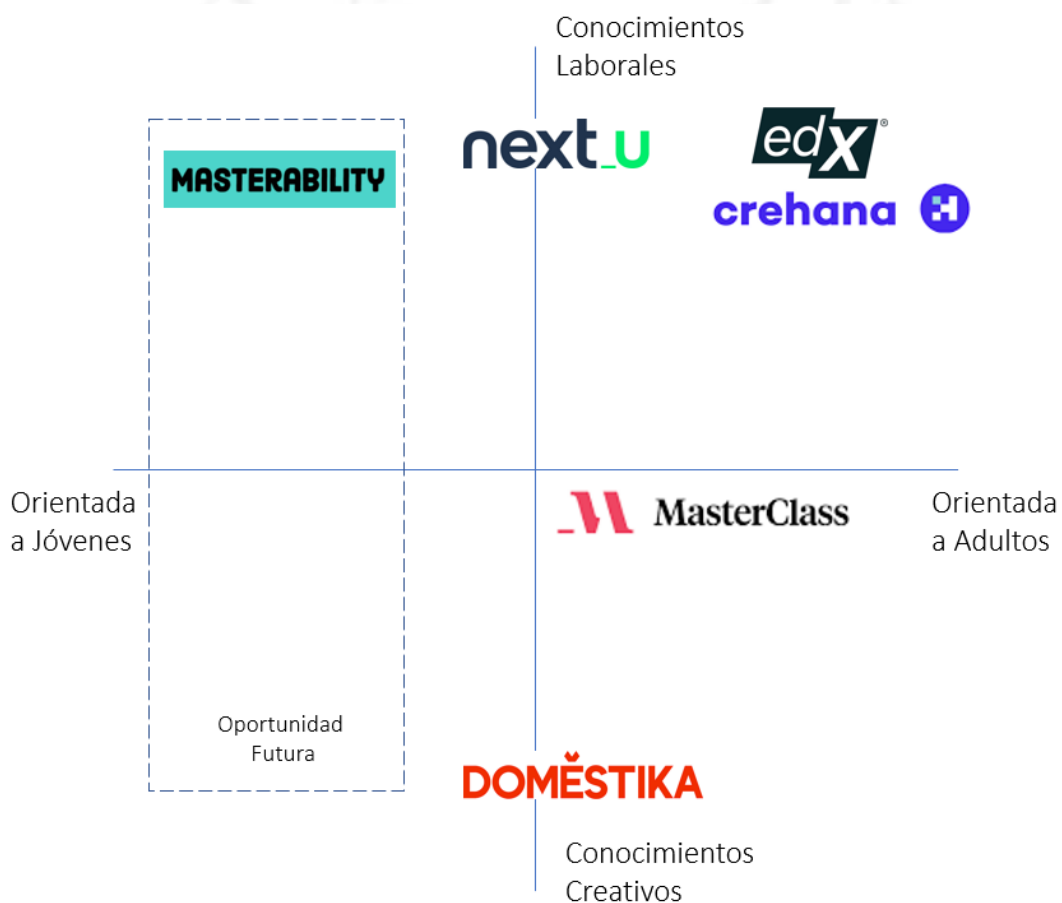 Conocimientos
Laborales
MASTERABILITY
next_u
edX®
crehana
Orientada
a Jóvenes
MasterClass
Orientada
a Adultos
Oportunidad
Futura
DOMĚSTIKA
Conocimientos
Creativos